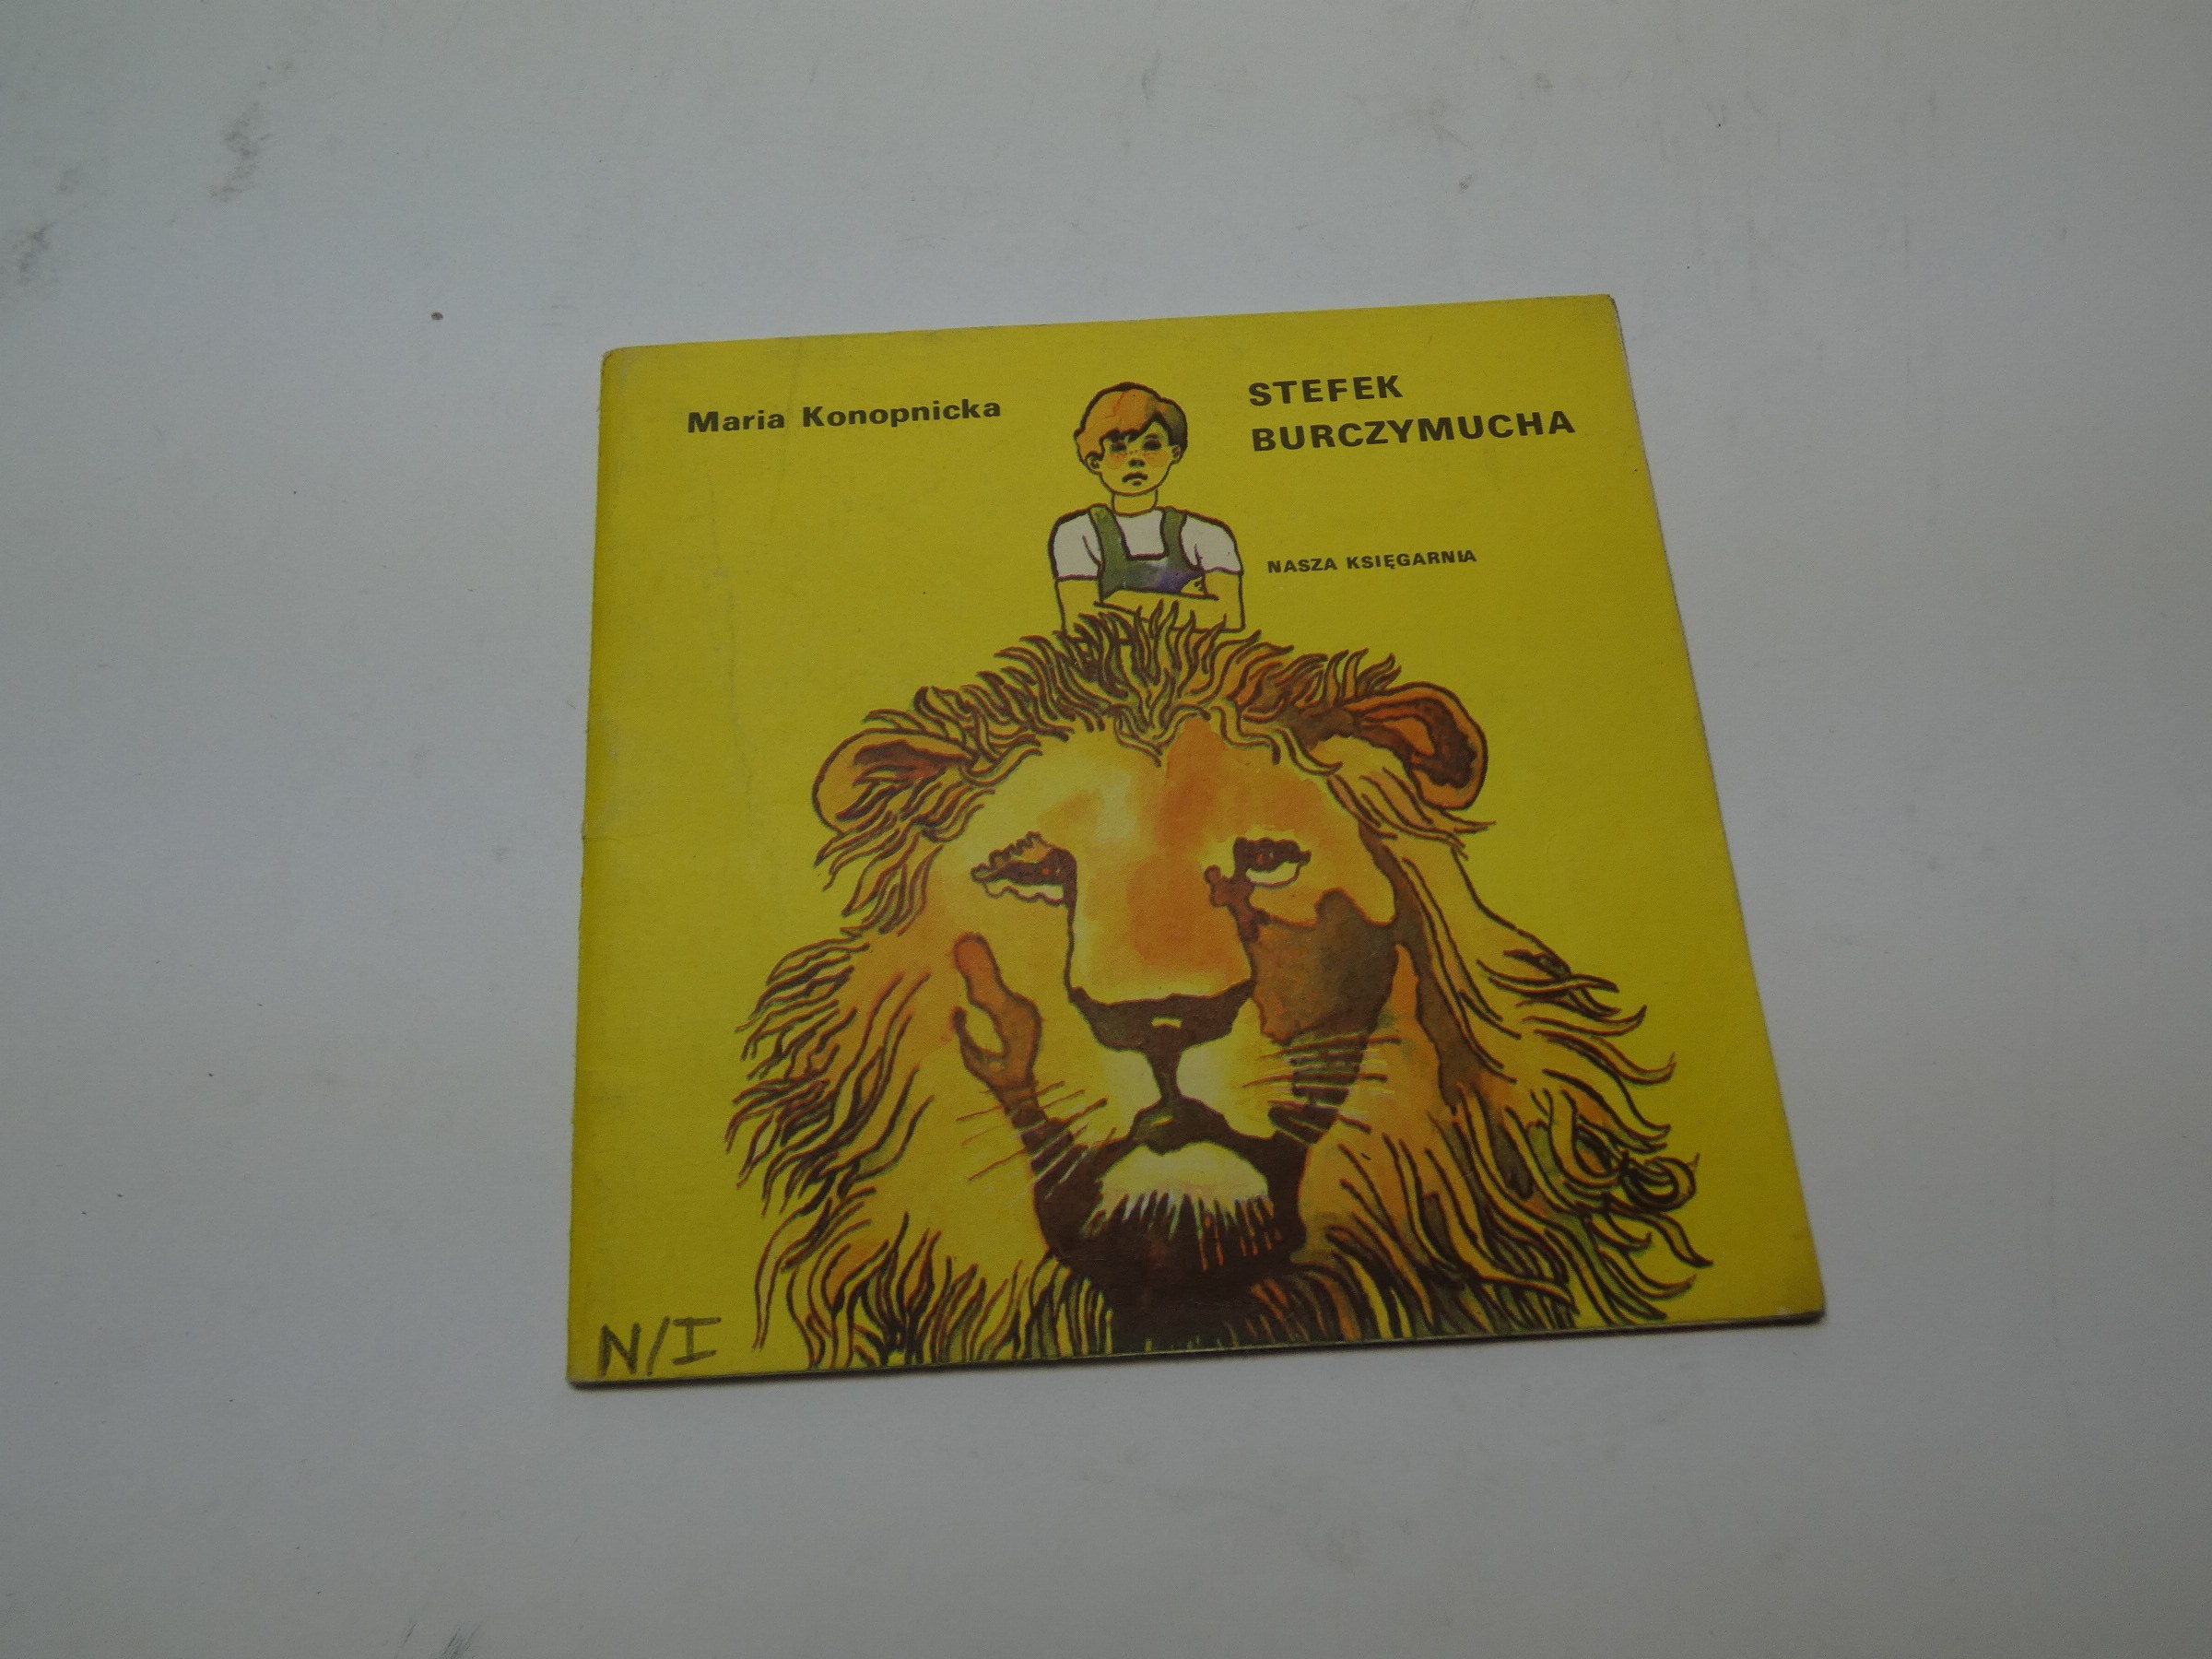 Maria Konopnicka
STEFEK
BURCZYMUCHA
NASZA KSIĘGARNIA
N/I